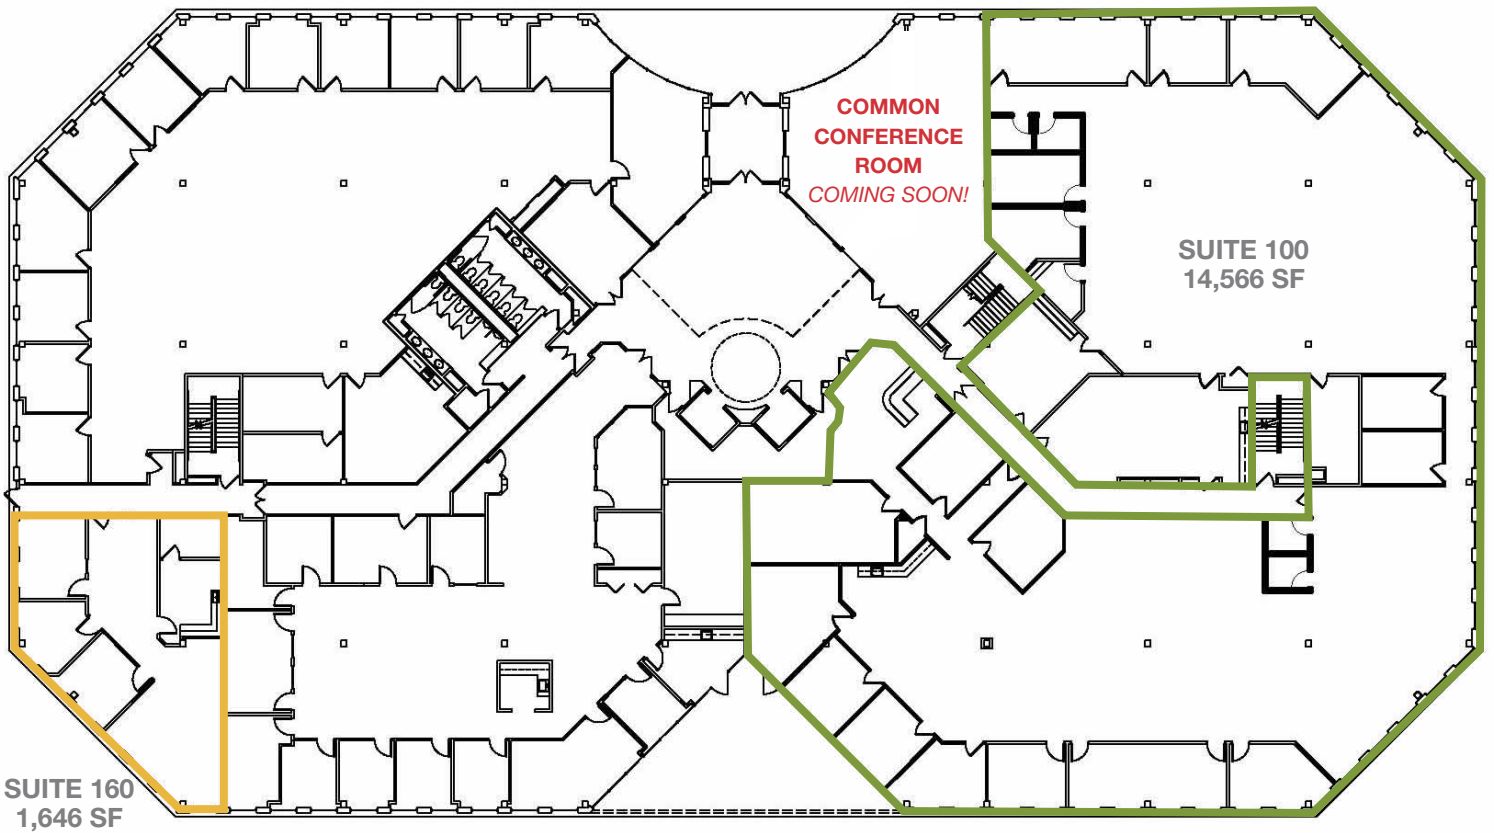 COMMON
CONFERENCE
ROOM
COMING SOON!
SUITE 100
14,566 SF
SUITE 160
1,646 SF